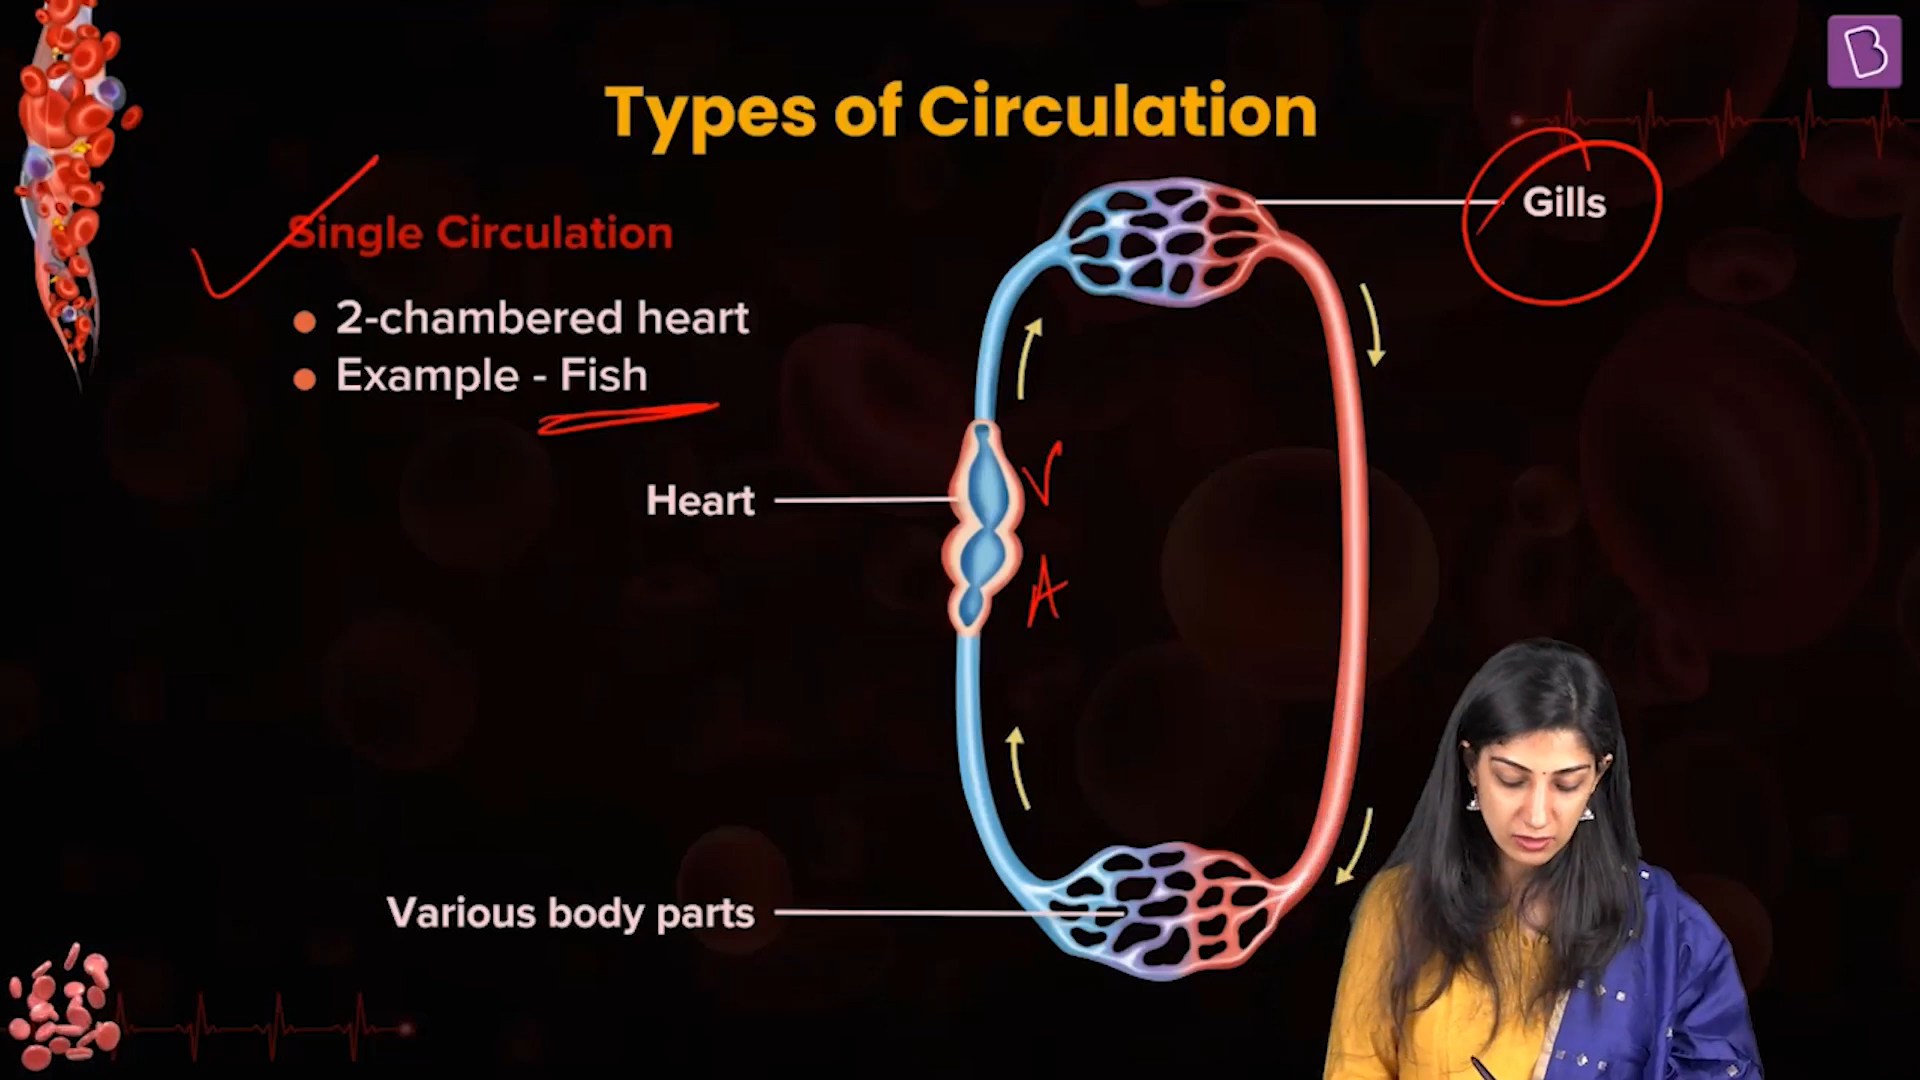 Types of Circulation
Single Circulation
2-chambered heart
Example - Fish
Gills
Heart
V
A
Various body parts
B